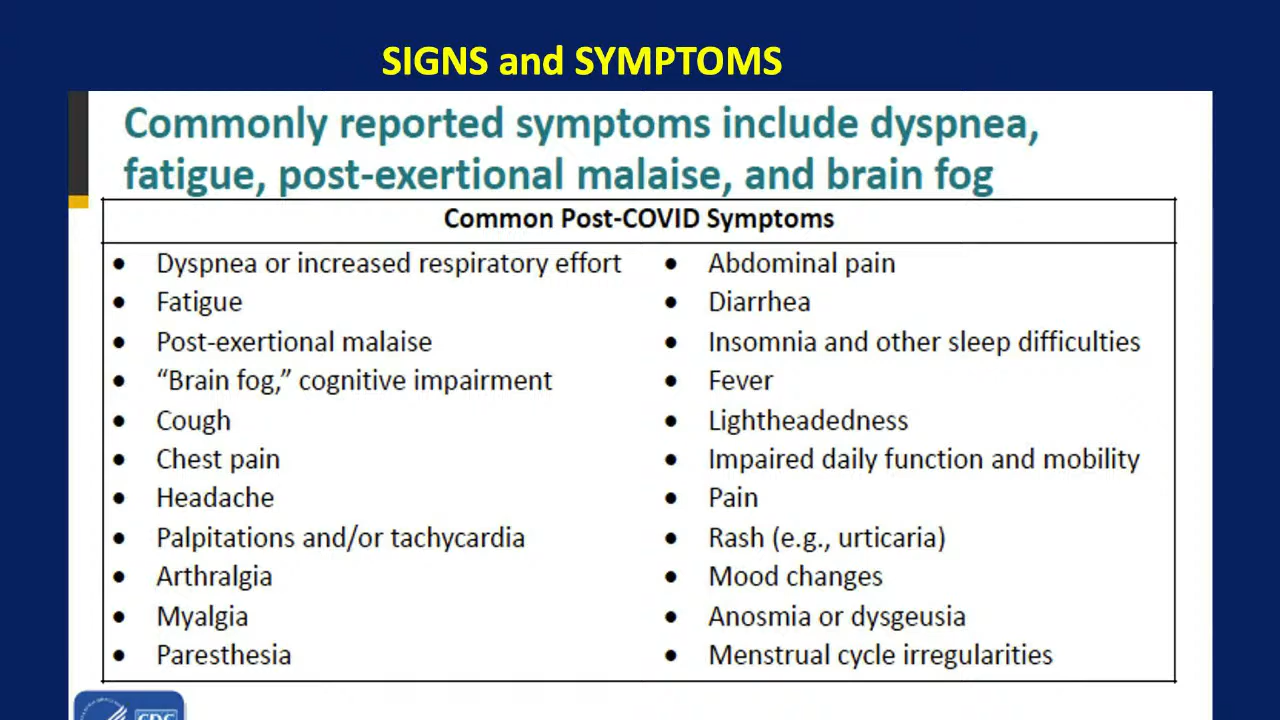 SIGNS and SYMPTOMS
Commonly reported symptoms include dyspnea,
fatigue, post-exertional malaise, and brain fog
Common Post-COVID Symptoms
• Dyspnea or increased respiratory effort
• Fatigue
• Post-exertional malaise
• “Brain fog,” cognitive impairment
• Cough
• Chest pain
• Headache
• Palpitations and/or tachycardia
• Arthralgia
• Myalgia
• Paresthesia
• Abdominal pain
• Diarrhea
• Insomnia and other sleep difficulties
• Fever
• Lightheadedness
• Impaired daily function and mobility
• Pain
• Rash (e.g., urticaria)
• Mood changes
• Anosmia or dysgeusia
• Menstrual cycle irregularities
CDC